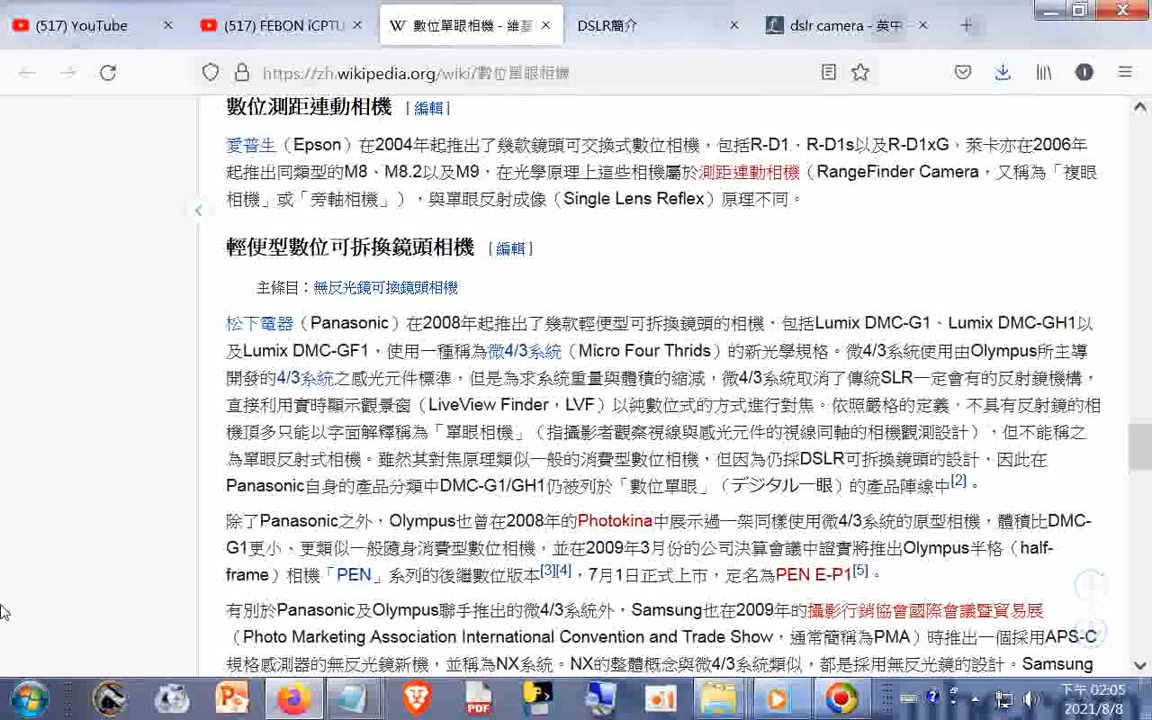 (517) YouTube
(517) FEBON iCPTU
數位單眼相機 - 維基
DSLR簡介
dslr camera - 英中
https://zh.wikipedia.org/wiki/數位單眼相機
數位測距連動相機 [編輯]
愛普生（Epson）在2004年起推出了幾款鏡頭可交換式數位相機，包括R-D1、R-D1s以及R-D1xG。萊卡亦在2006年
起推出同類型的M8、M8.2以及M9，在光學原理上這些相機屬於測距連動相機（RangeFinder Camera，又稱為「複眼
相機」或「旁軸相機」），與單眼反射成像（Single Lens Reflex）原理不同。
輕便型數位可拆換鏡頭相機 [編輯]
主條目：無反光鏡可換鏡頭相機
松下電器（Panasonic）在2008年起推出了幾款輕便型可拆換鏡頭的相機，包括Lumix DMC-G1、Lumix DMC-GH1以
及Lumix DMC-GF1，使用一種稱為微4/3系統（Micro Four Thrids）的新光學規格。微4/3系統使用由Olympus所主導
開發的4/3系統之感光元件標準，但是為求系統重量與體積的縮減，微4/3系統取消了傳統SLR一定會有的反射鏡機構，
直接利用實時顯示觀景窗（LiveView Finder，LVF）以純數位式的方式進行對焦。依照嚴格的定義，不具有反射鏡的相
機頂多只能以字面解釋稱為「單眼相機」（指攝影者觀察視線與感光元件的視線同軸的相機觀測設計），但不能稱之
為單眼反射式相機。雖然其對焦原理類似一般的消費型數位相機，但因為仍採DSLR可拆換鏡頭的設計，因此在
Panasonic自身的產品分類中DMC-G1/GH1仍被列於「數位單眼」（デジタル一眼）的產品陣線中[2]。
除了Panasonic之外，Olympus也曾在2008年的Photokina中展示過一架同樣使用微4/3系統的原型相機，體積比DMC-
G1更小、更類似一般隨身消費型數位相機，並在2009年3月份的公司決算會議中證實將推出Olympus半格（half-
frame）相機「PEN」系列的後繼數位版本[3][4]，7月1日正式上市，定名為PEN E-P1[5]。
有別於Panasonic及Olympus聯手推出的微4/3系統外，Samsung也在2009年的攝影行銷協會國際會議暨貿易展
（Photo Marketing Association International Convention and Trade Show，通常簡稱為PMA）時推出一個採用APS-C
規格感測器的無反光鏡新機，並稱為NX系統。NX的整體概念與微4/3系統類似，都是採用無反光鏡的設計。Samsung
下午 02:05
2021/8/8